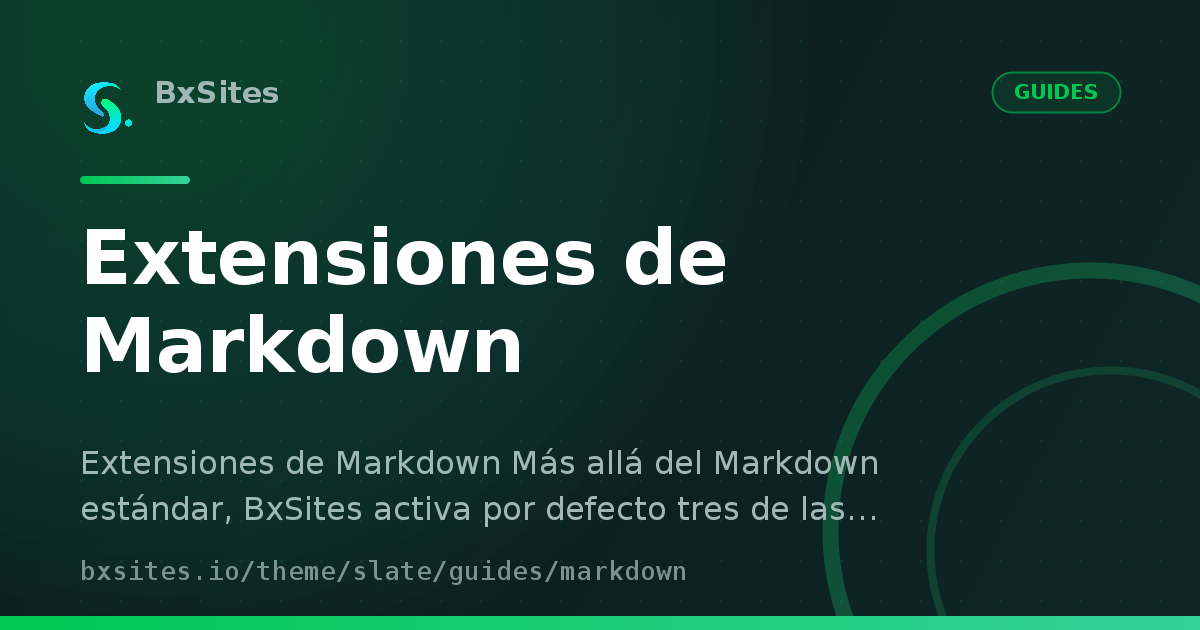 BxSites
GUIDES
Extensiones de
Markdown
Extensiones de Markdown Más allá del Markdown
estándar, BxSites activa por defecto tres de las...
bxsites.io/theme/slate/guides/markdown